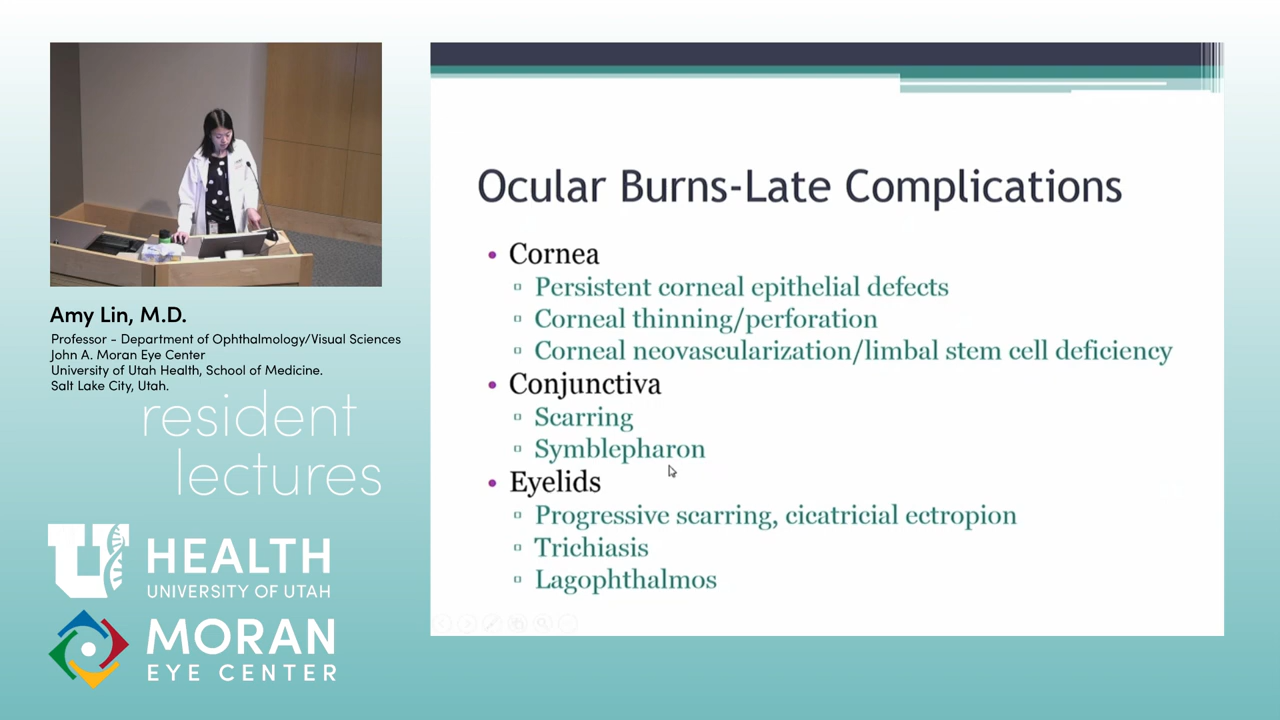 Amy Lin, M.D.
Professor - Department of Ophthalmology/Visual Sciences
John A. Moran Eye Center
University of Utah Health, School of Medicine.
Salt Lake City, Utah.
resident
lectures
U HEALTH
UNIVERSITY OF UTAH
MORAN
EYE CENTER
Ocular Burns-Late Complications
• Cornea
▫ Persistent corneal epithelial defects
▫ Corneal thinning/perforation
▫ Corneal neovascularization/limbal stem cell deficiency
• Conjunctiva
▫ Scarring
▫ Symblepharon
• Eyelids
▫ Progressive scarring, cicatricial ectropion
▫ Trichiasis
▫ Lagophthalmos